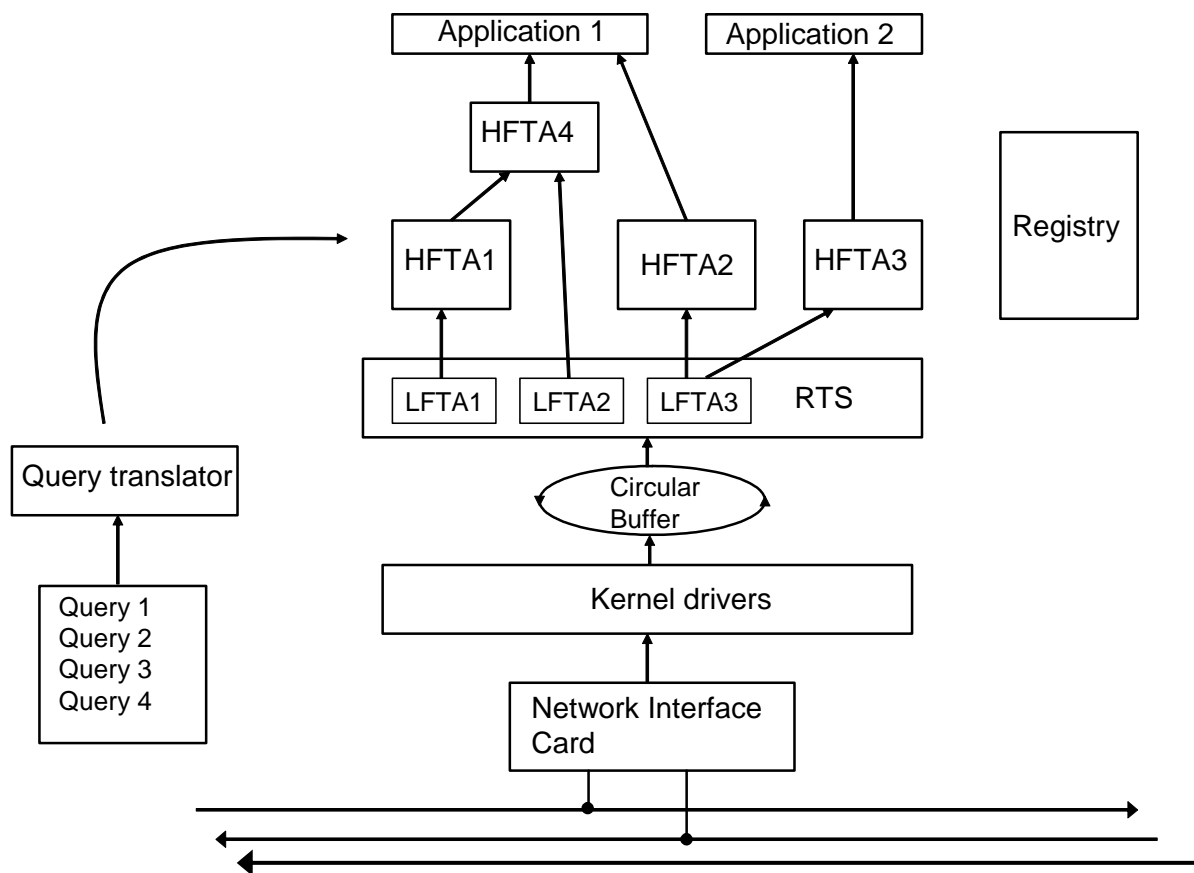 Application 1
Application 2
HFTA4
Registry
HFTA1
HFTA2
HFTA3
LFTA1
LFTA2
LFTA3
RTS
Query translator
Circular
Buffer
Kernel drivers
Query 1
Query 2
Query 3
Query 4
Network Interface
Card